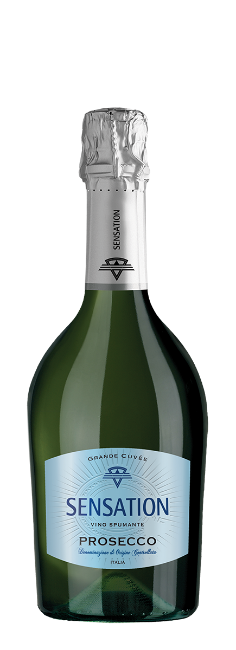 SENSATION
GRANDE CUVÉE
SENSATION
VINO SPUMANTE
PROSECCO
Denominazione di Origine Controllata
ITALIA